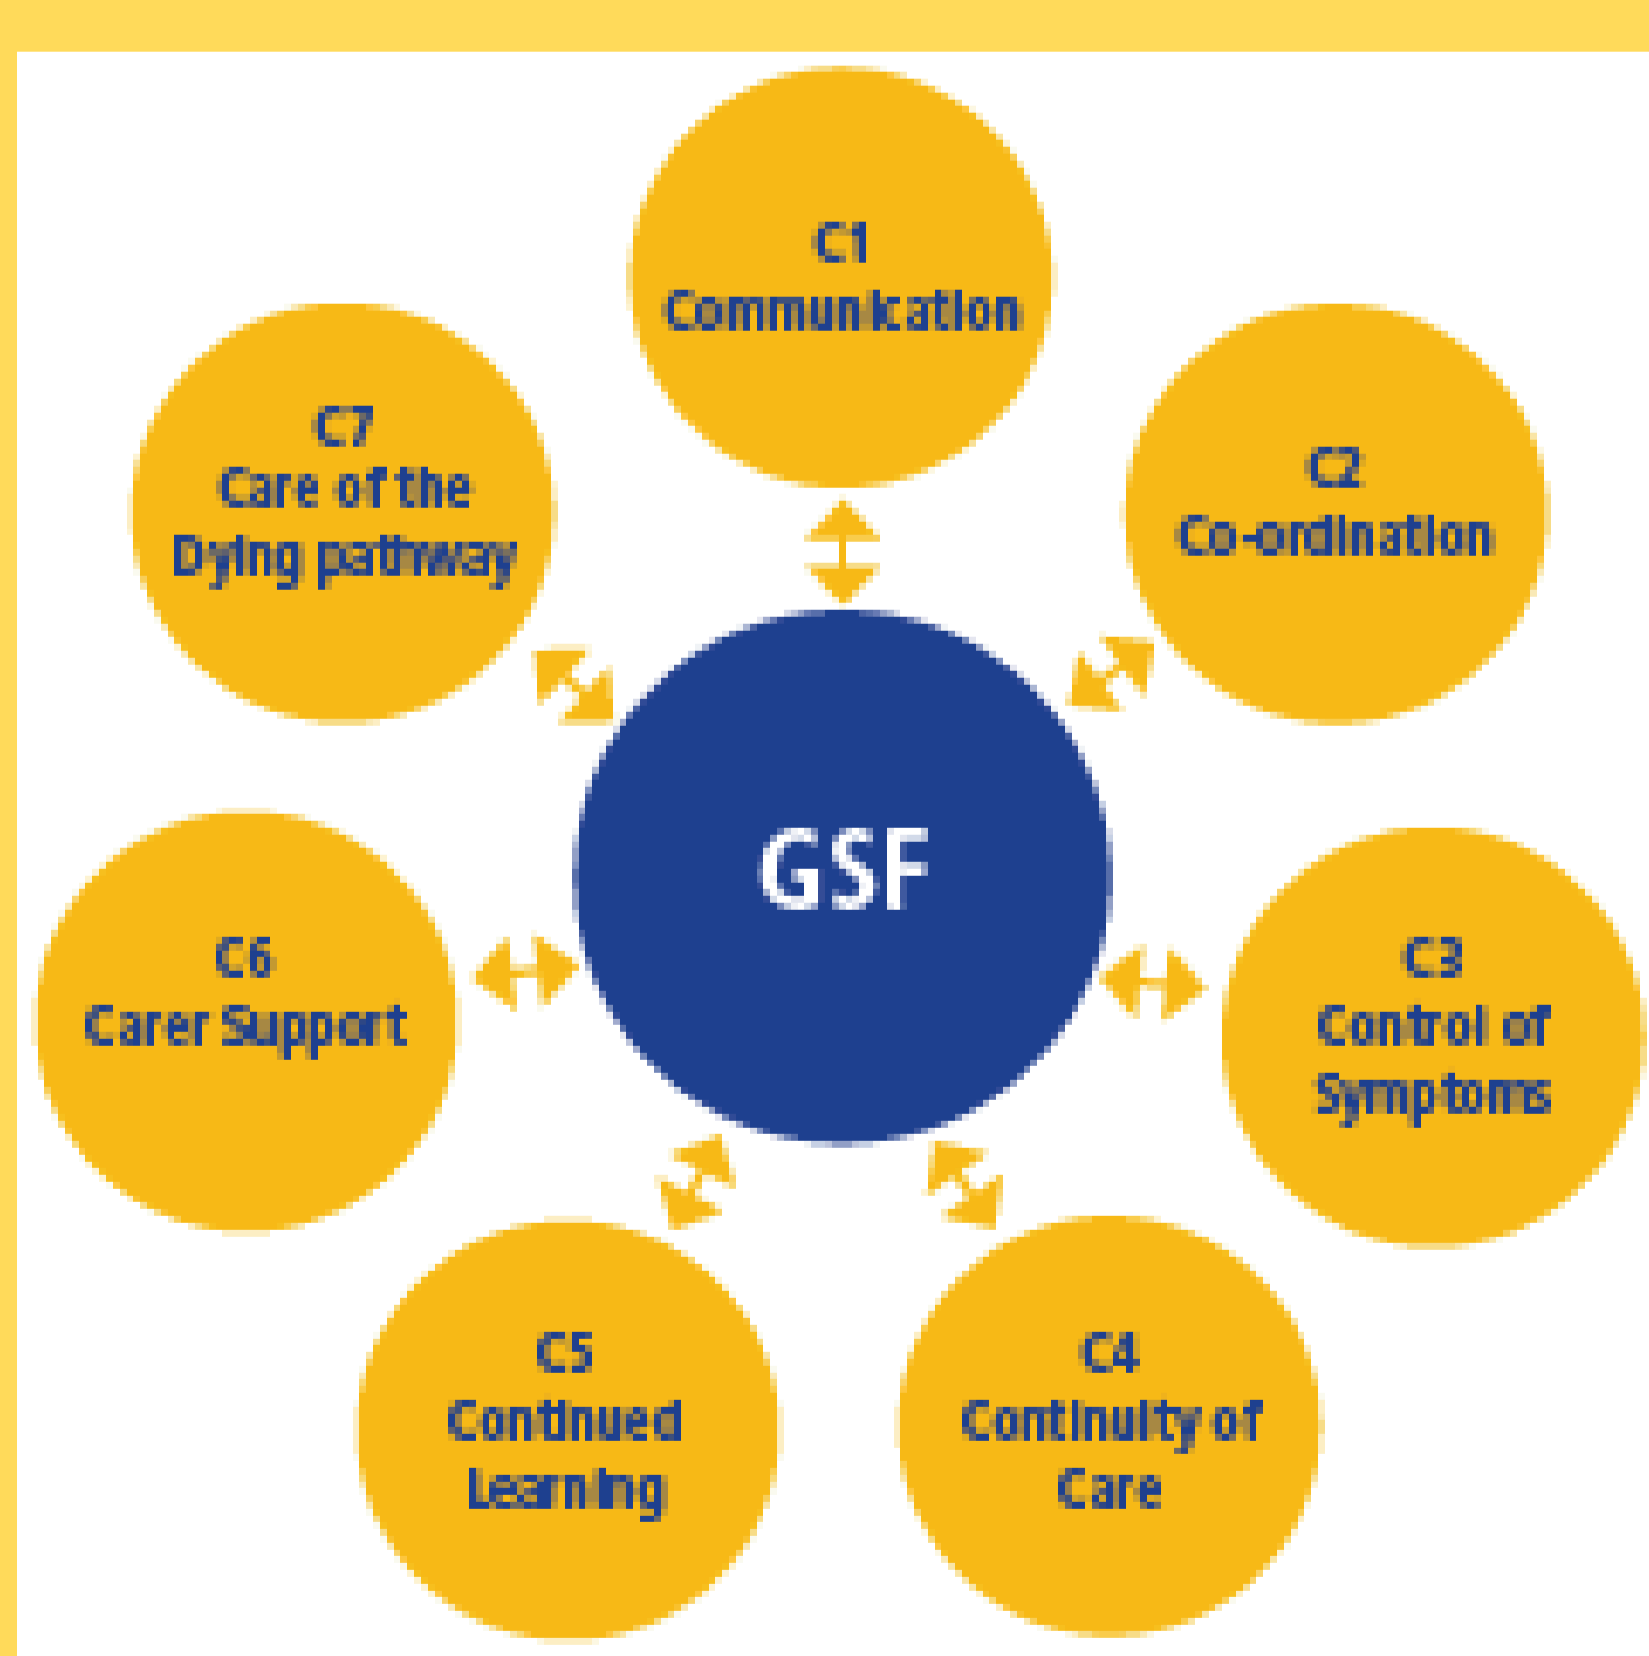 C1
Communication
C2
Co-ordination
C3
Control of
Symptoms
C4
Continuity of
Care
C5
Continued
Learning
C6
Carer Support
C7
Care of the
Dying pathway
GSF